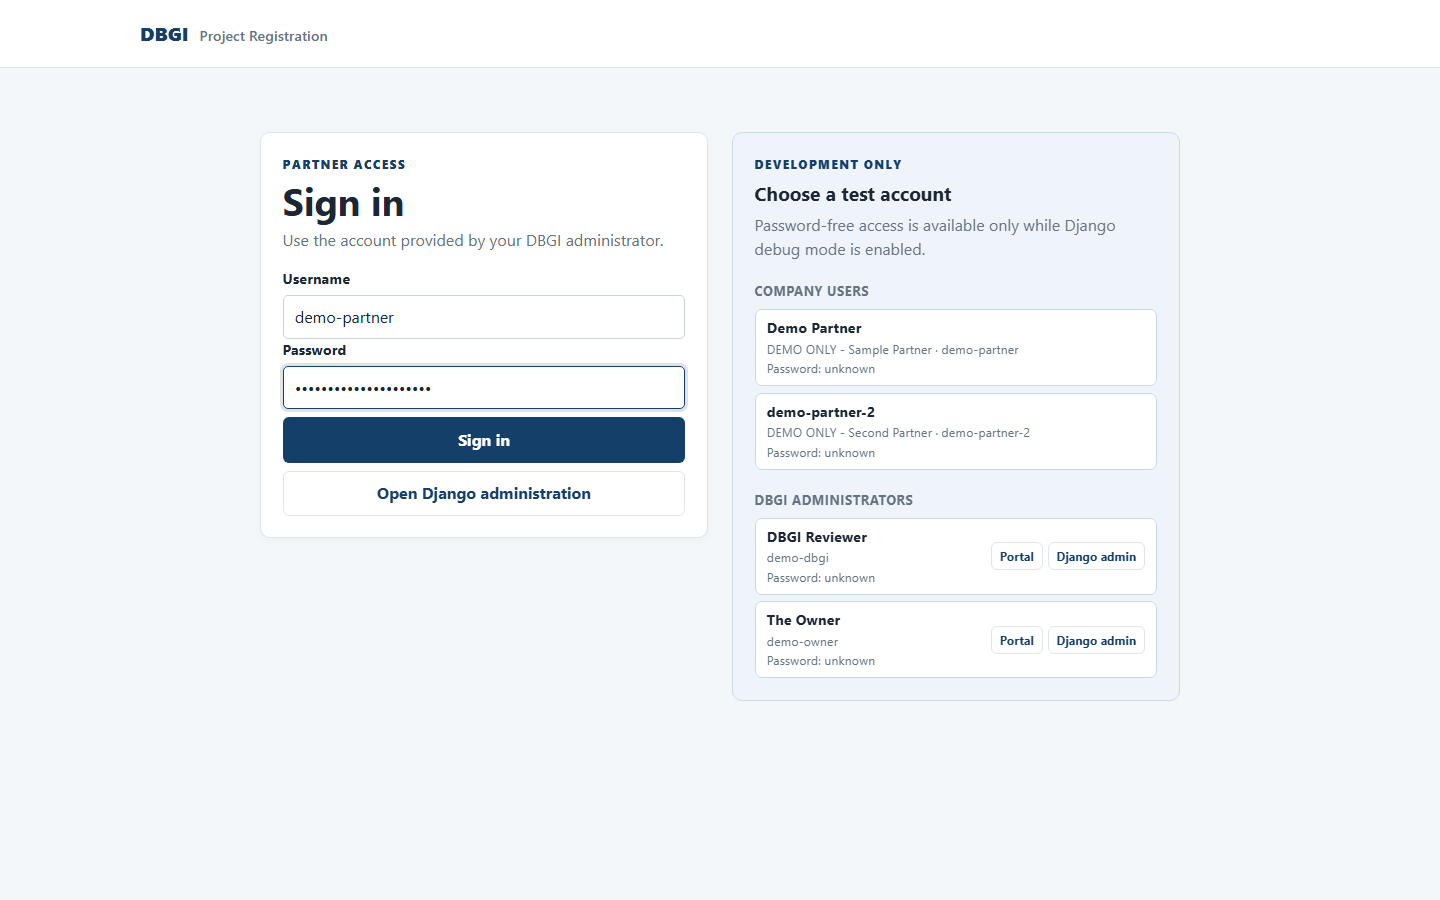 DBGI Project Registration
PARTNER ACCESS
Sign in
Use the account provided by your DBGI administrator.
Username
demo-partner
Password
•••••••••••••••••••••
Sign in
Open Django administration
DEVELOPMENT ONLY
Choose a test account
Password-free access is available only while Django
debug mode is enabled.
COMPANY USERS
Demo Partner
DEMO ONLY - Sample Partner · demo-partner
Password: unknown
demo-partner-2
DEMO ONLY - Second Partner · demo-partner-2
Password: unknown
DBGI ADMINISTRATORS
DBGI Reviewer
demo-dbgi
Password: unknown
Portal
Django admin
The Owner
demo-owner
Password: unknown
Portal
Django admin